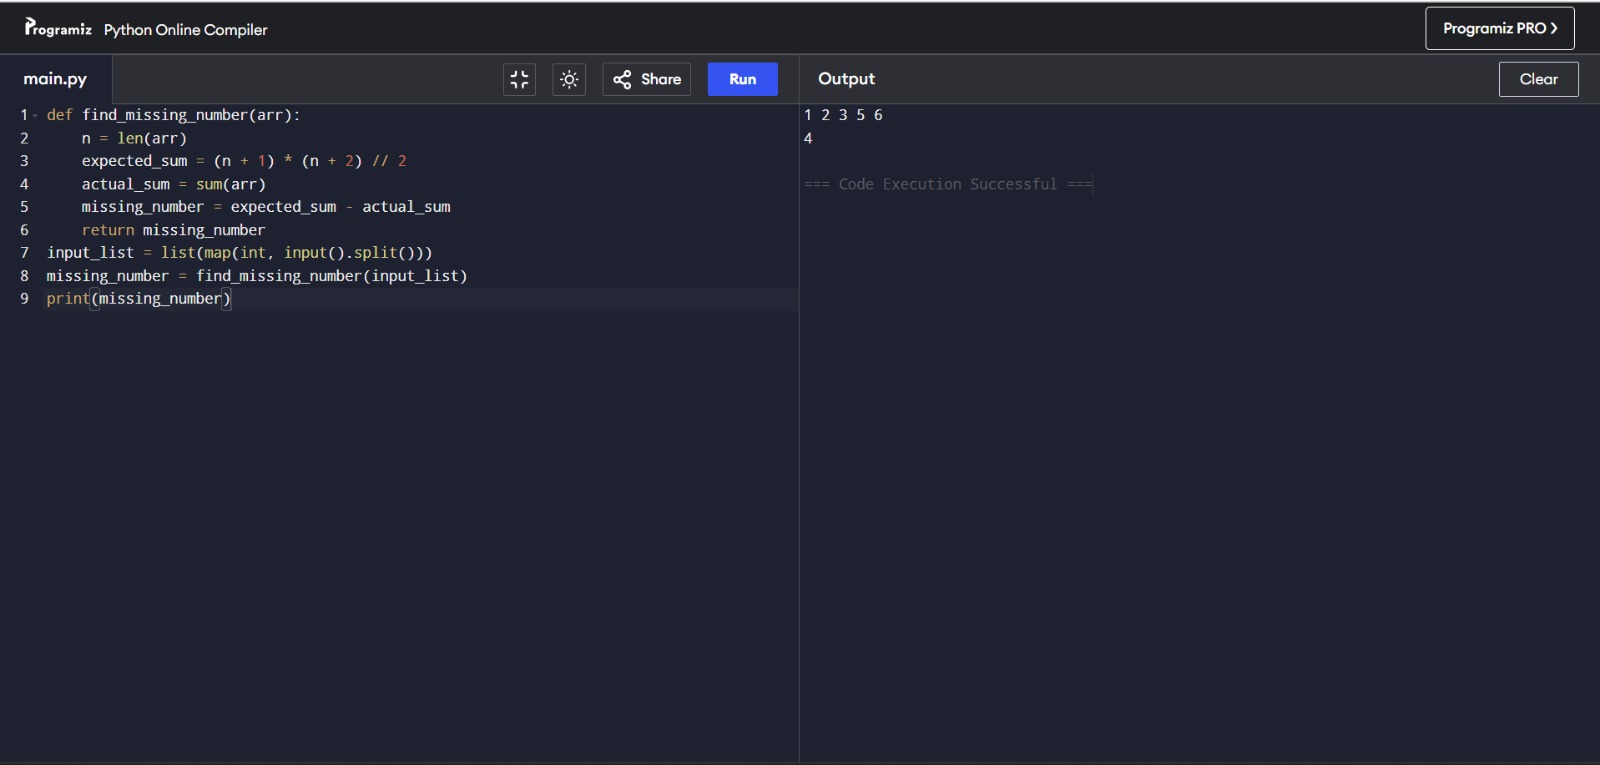 Programiz Python Online Compiler
Programiz PRO >
main.py
Share
Run
Output
Clear
1 def find_missing_number(arr):
2     n = len(arr)
3     expected_sum = (n + 1) * (n + 2) // 2
4     actual_sum = sum(arr)
5     missing_number = expected_sum - actual_sum
6     return missing_number
7 input_list = list(map(int, input().split()))
8 missing_number = find_missing_number(input_list)
9 print(missing_number)
1 2 3 5 6
4
=== Code Execution Successful ===